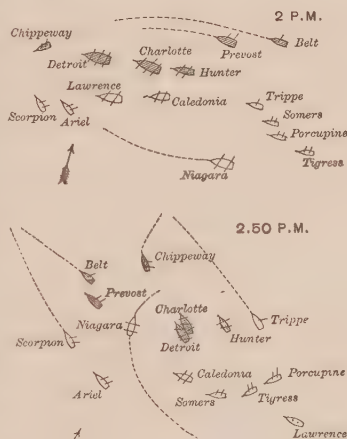 2 P.M.
Chippeway
Prevost
Belt
Detroit
Charlotte
Hunter
Lawrence
Caledonia
Trippe
Scorpion
Ariel
Somers
Porcupine
Tigress
Niagara
2.50 P.M.
Belt
Chippeway
Prevost
Niagara
Charlotte
Detroit
Hunter
Trippe
Scorpion
Ariel
Caledonia
Porcupine
Somers
Tigress
Lawrence